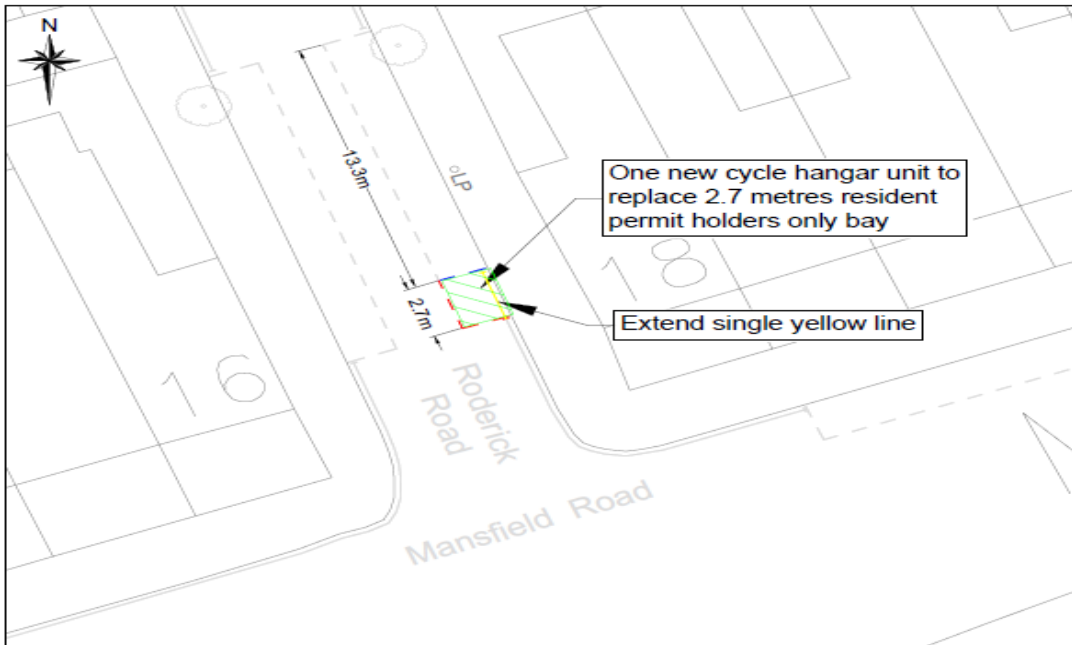 N
13.3m
LP
One new cycle hangar unit to
replace 2.7 metres resident
permit holders only bay
18
2.7m
Extend single yellow line
16
Roderick
Road
Mansfield Road